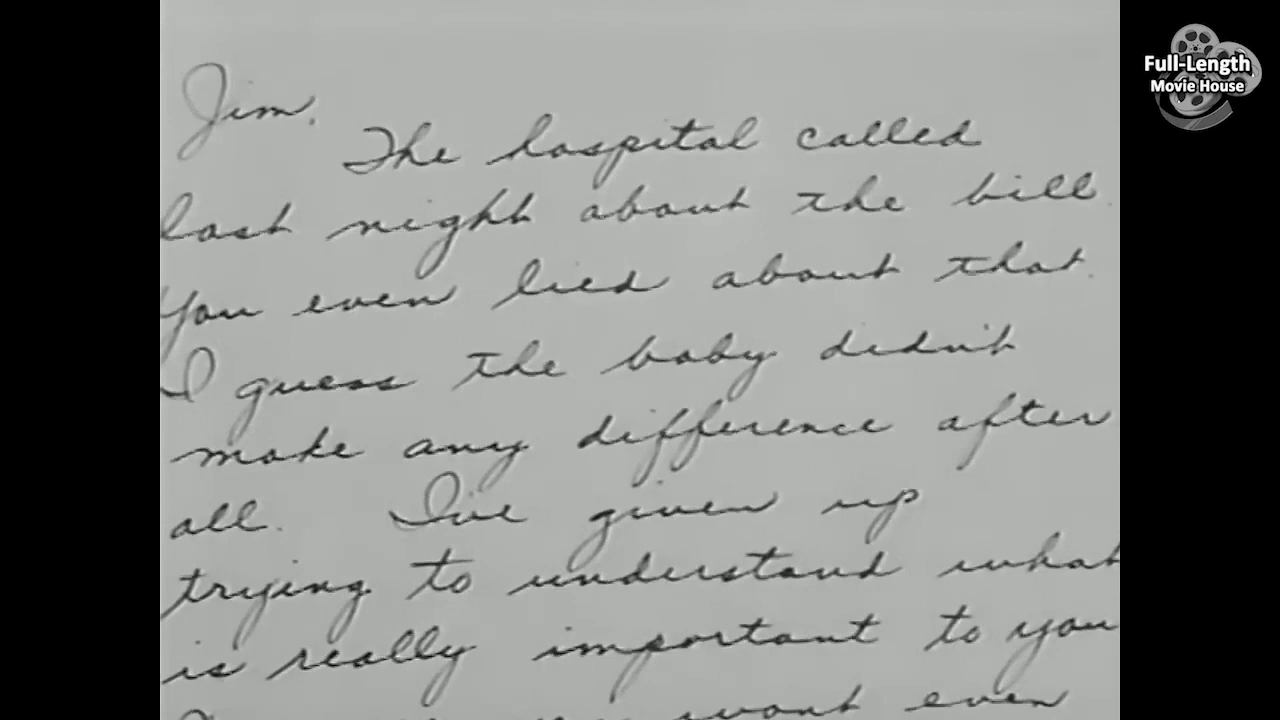 Jim,
The hospital called
last night about the bill.
You even lied about that.
I guess the baby didn't
make any difference after
all. I've given up
trying to understand what
is really important to you
won't even
Full-Length
Movie House